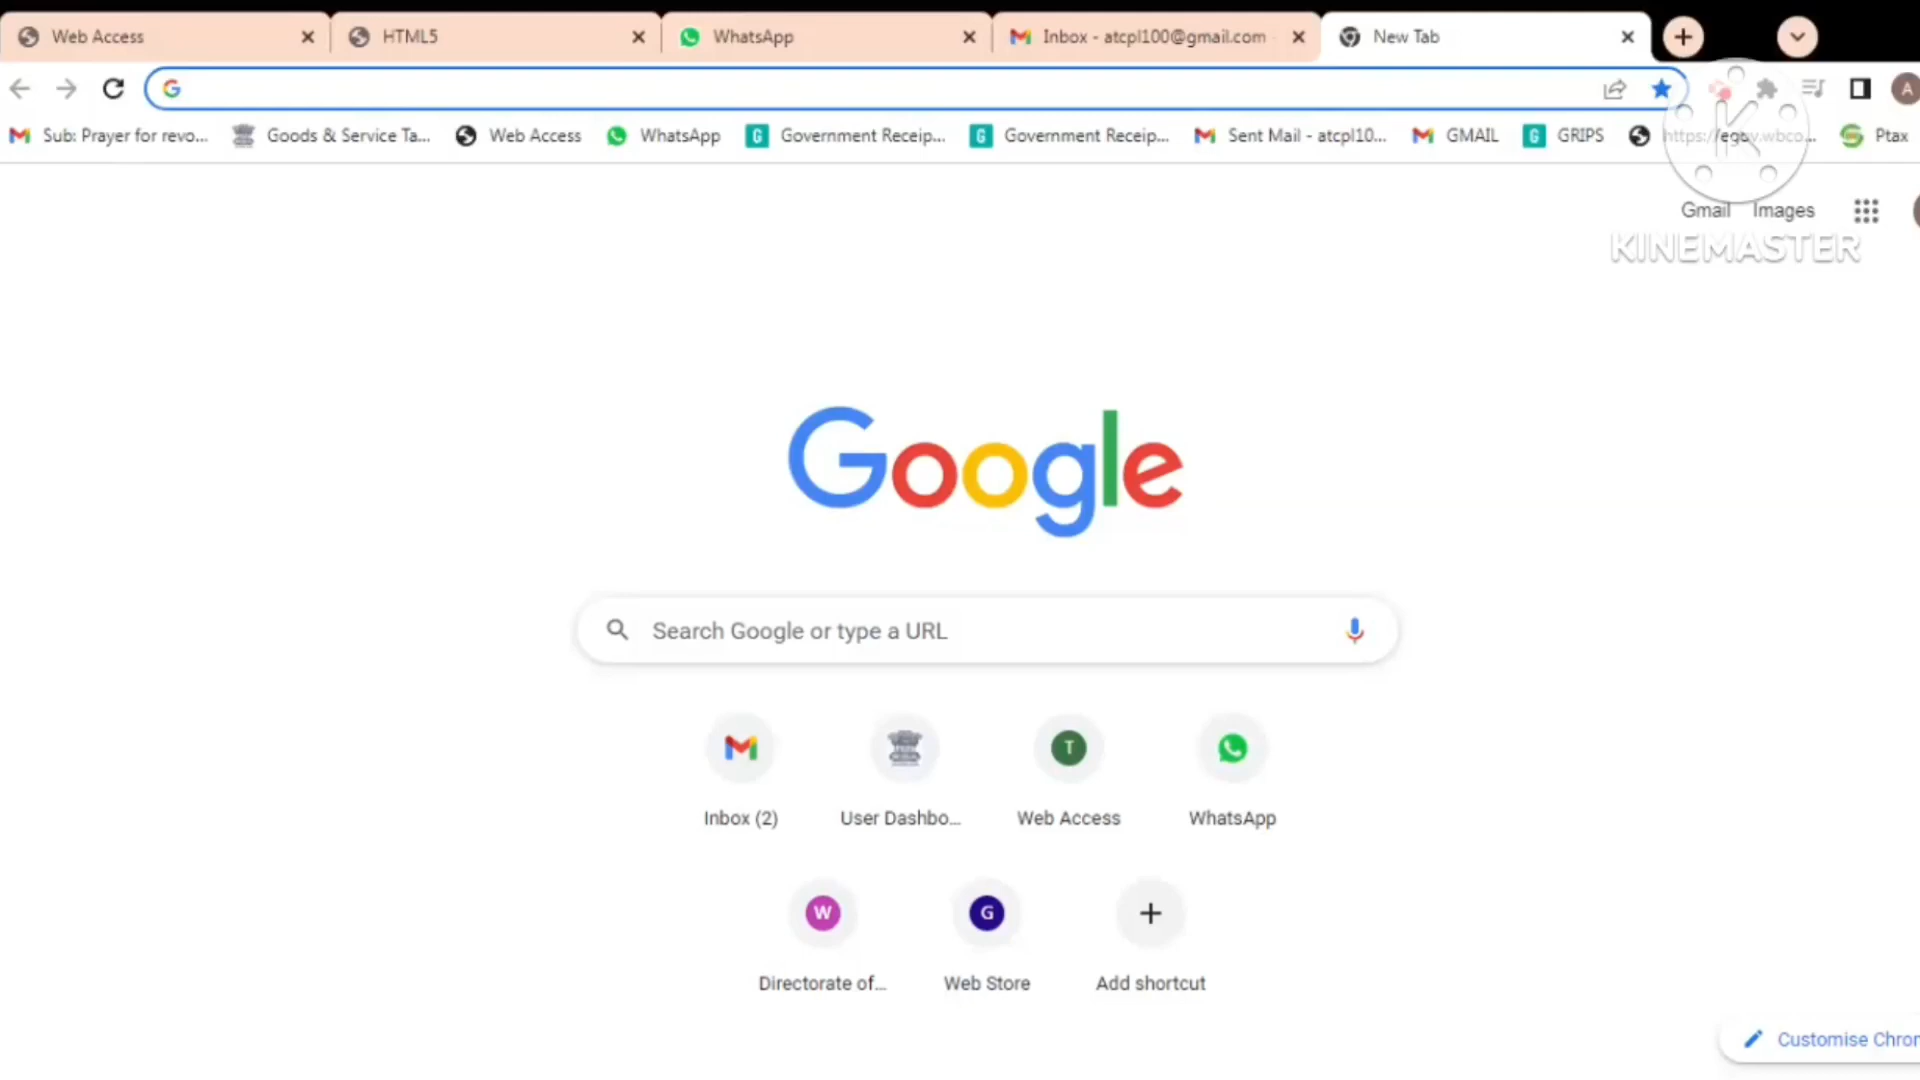 Web Access
HTML5
WhatsApp
Inbox - atcpl100@gmail.com
New Tab
A
Sub: Prayer for revo...
Goods & Service Ta...
Web Access
WhatsApp
G Government Receip...
G Government Receip...
Sent Mail - atcpl10...
GMAIL
G GRIPS
Ptax
K
Gmail
Images
KINEMASTER
Google
Search Google or type a URL
T
Inbox (2)
User Dashbo...
Web Access
WhatsApp
W
G
Directorate of...
Web Store
Add shortcut
Customise Chro